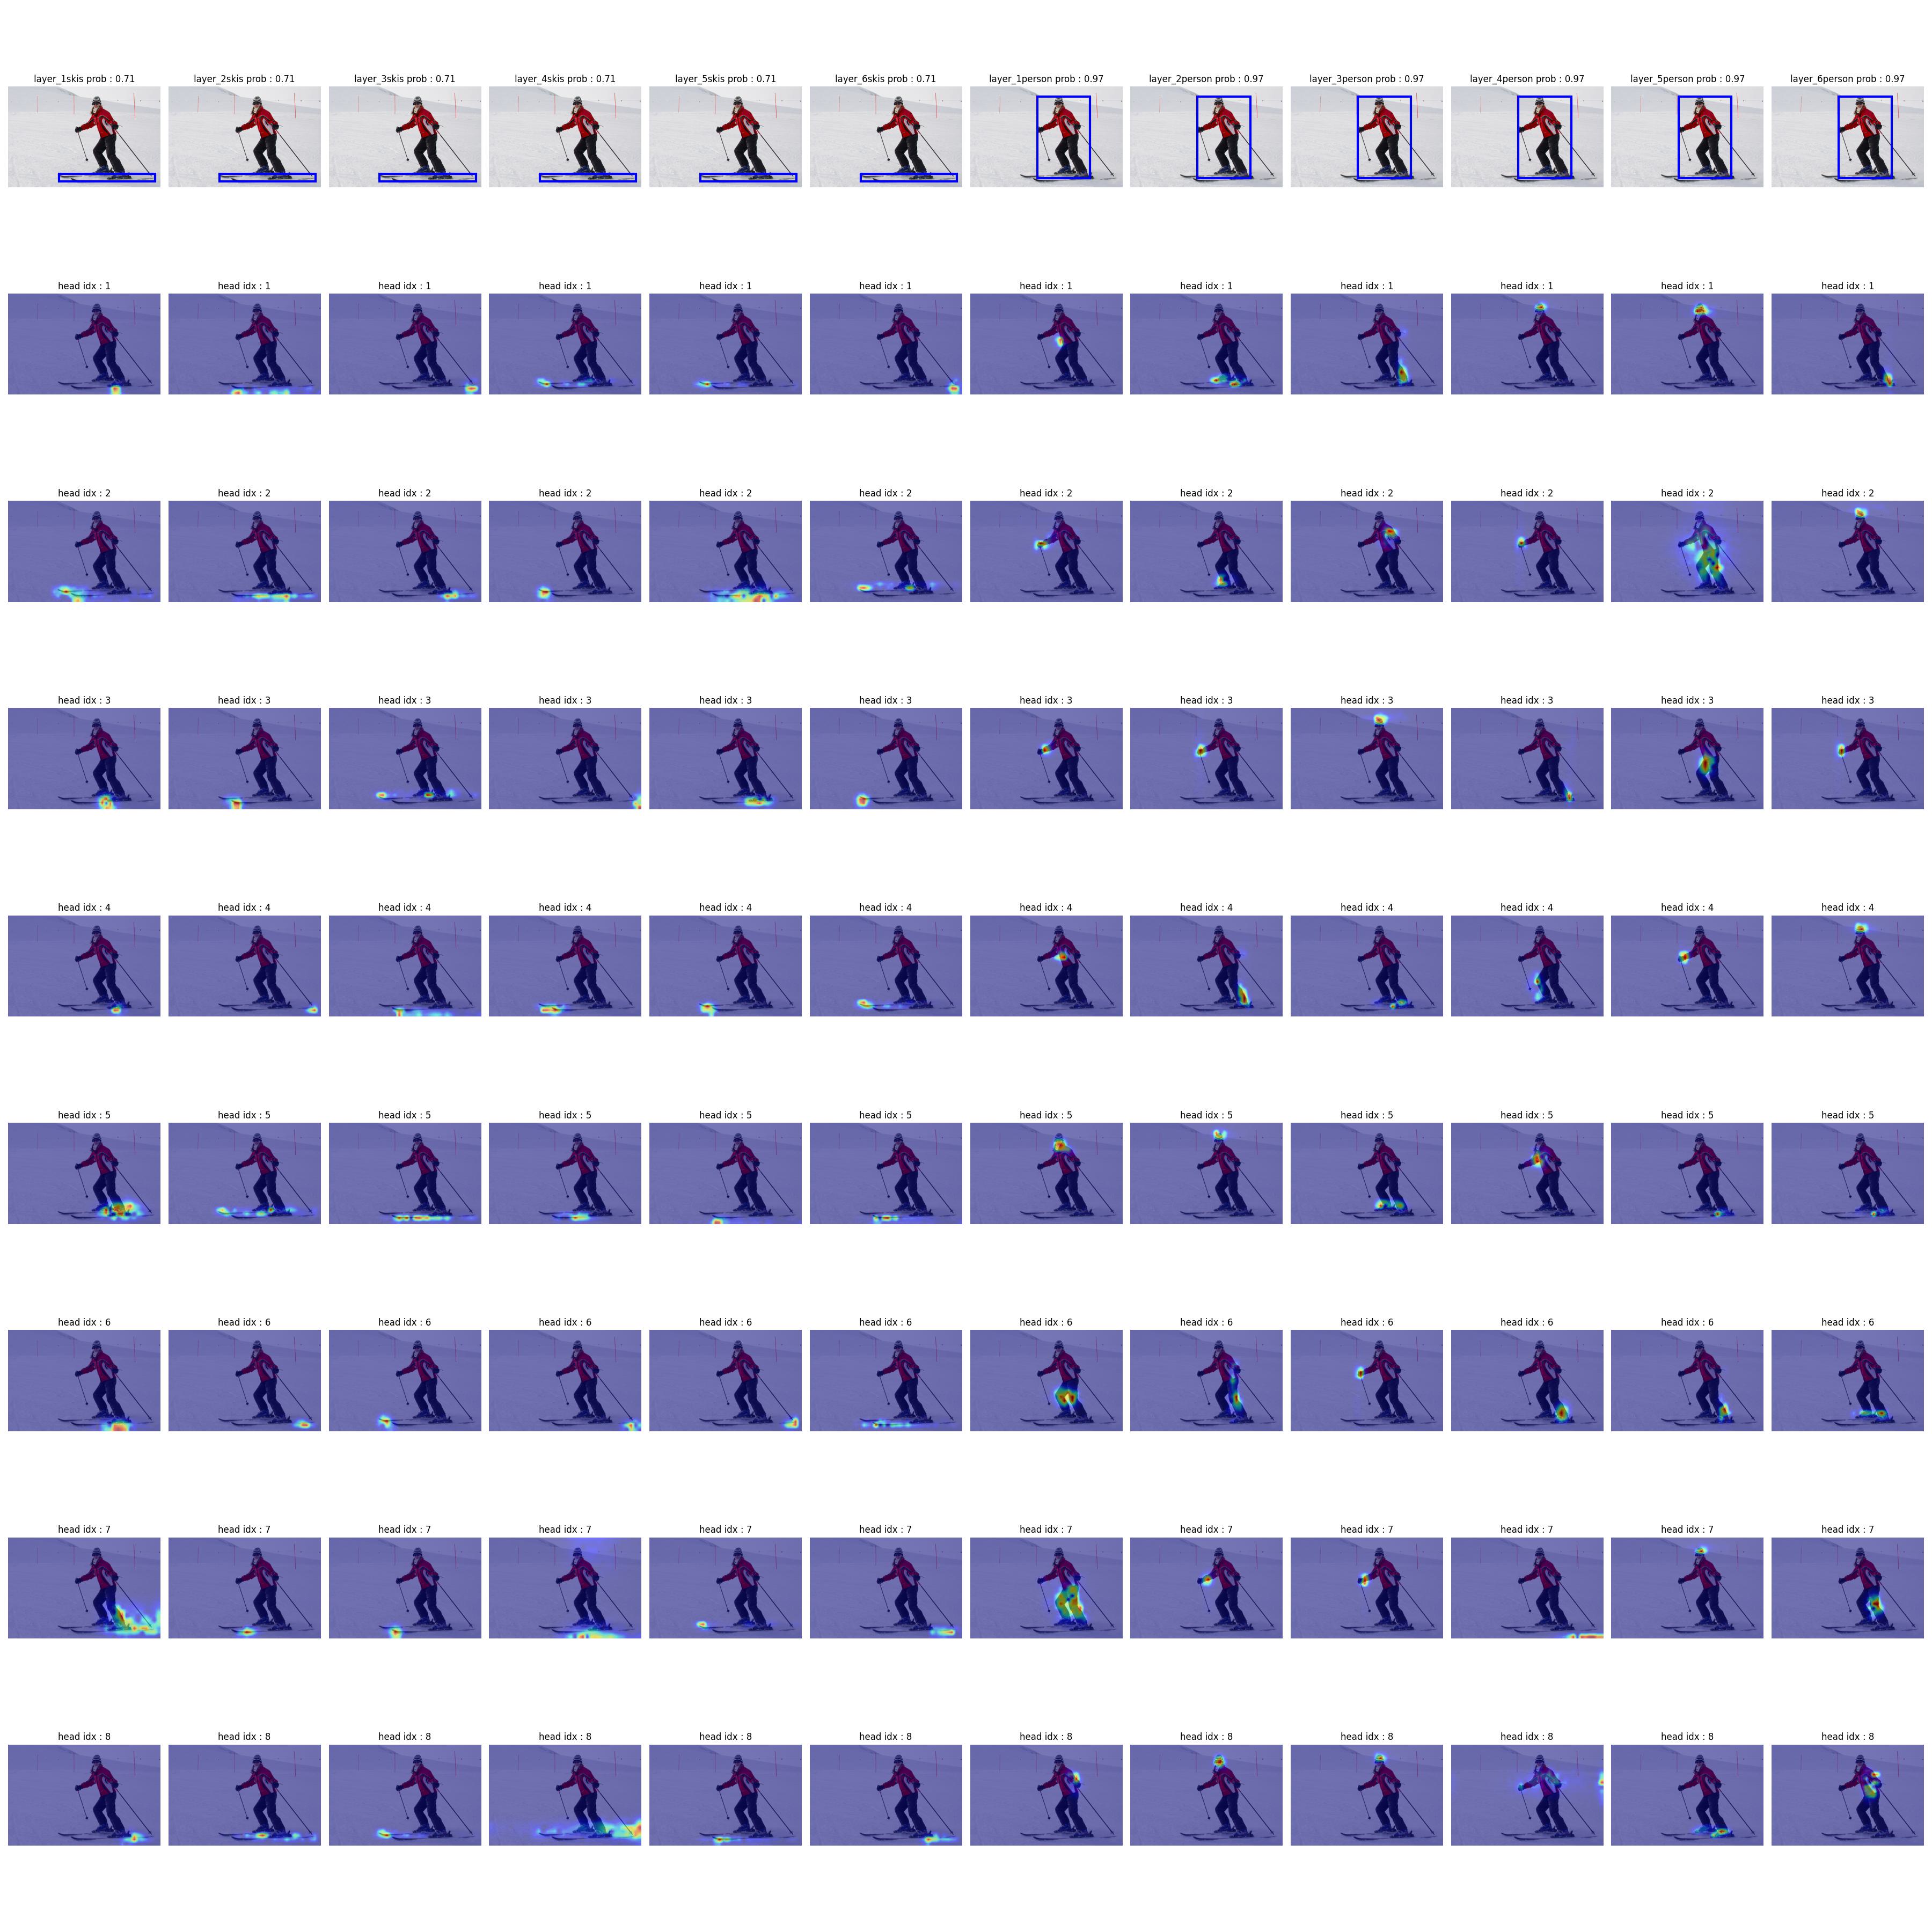 layer_1skis prob : 0.71 layer_2skis prob : 0.71 layer_3skis prob : 0.71 layer_4skis prob : 0.71 layer_5skis prob : 0.71 layer_6skis prob : 0.71 layer_1person prob : 0.97 layer_2person prob : 0.97 layer_3person prob : 0.97 layer_4person prob : 0.97 layer_5person prob : 0.97 layer_6person prob : 0.97
head idx : 1 head idx : 1 head idx : 1 head idx : 1 head idx : 1 head idx : 1 head idx : 1 head idx : 1 head idx : 1 head idx : 1 head idx : 1 head idx : 1
head idx : 2 head idx : 2 head idx : 2 head idx : 2 head idx : 2 head idx : 2 head idx : 2 head idx : 2 head idx : 2 head idx : 2 head idx : 2 head idx : 2
head idx : 3 head idx : 3 head idx : 3 head idx : 3 head idx : 3 head idx : 3 head idx : 3 head idx : 3 head idx : 3 head idx : 3 head idx : 3 head idx : 3
head idx : 4 head idx : 4 head idx : 4 head idx : 4 head idx : 4 head idx : 4 head idx : 4 head idx : 4 head idx : 4 head idx : 4 head idx : 4 head idx : 4
head idx : 5 head idx : 5 head idx : 5 head idx : 5 head idx : 5 head idx : 5 head idx : 5 head idx : 5 head idx : 5 head idx : 5 head idx : 5 head idx : 5
head idx : 6 head idx : 6 head idx : 6 head idx : 6 head idx : 6 head idx : 6 head idx : 6 head idx : 6 head idx : 6 head idx : 6 head idx : 6 head idx : 6
head idx : 7 head idx : 7 head idx : 7 head idx : 7 head idx : 7 head idx : 7 head idx : 7 head idx : 7 head idx : 7 head idx : 7 head idx : 7 head idx : 7
head idx : 8 head idx : 8 head idx : 8 head idx : 8 head idx : 8 head idx : 8 head idx : 8 head idx : 8 head idx : 8 head idx : 8 head idx : 8 head idx : 8